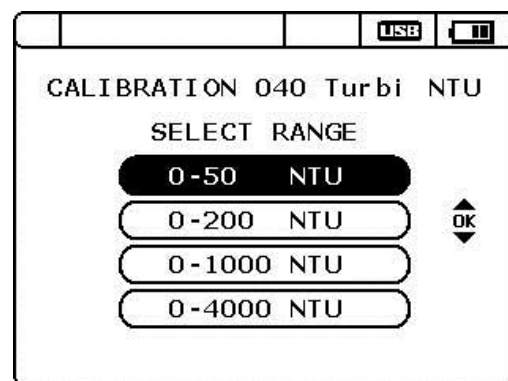 USB
CALIBRATION 040 Turbi NTU
SELECT RANGE
0-50 NTU
0-200 NTU
OK
0-1000 NTU
0-4000 NTU